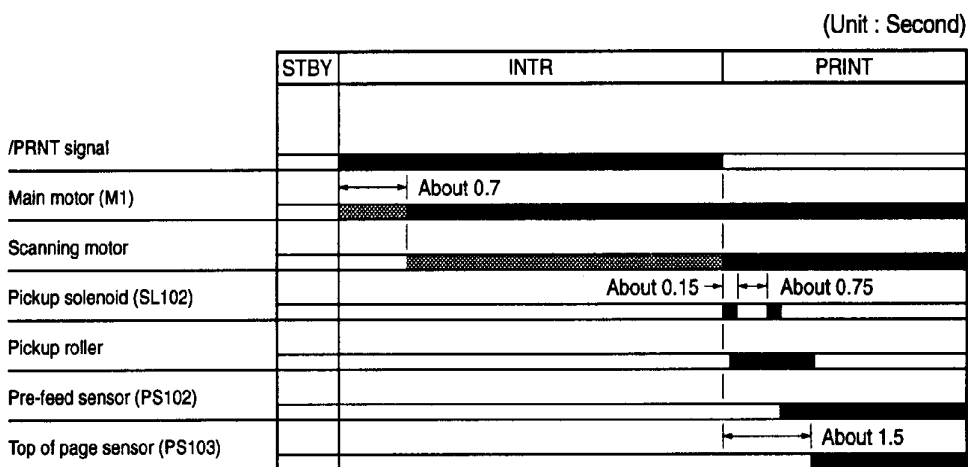 (Unit : Second)
STBY INTR PRINT
/PRNT signal
Main motor (M1) About 0.7
Scanning motor
Pickup solenoid (SL102) About 0.15 About 0.75
Pickup roller
Pre-feed sensor (PS102)
Top of page sensor (PS103) About 1.5